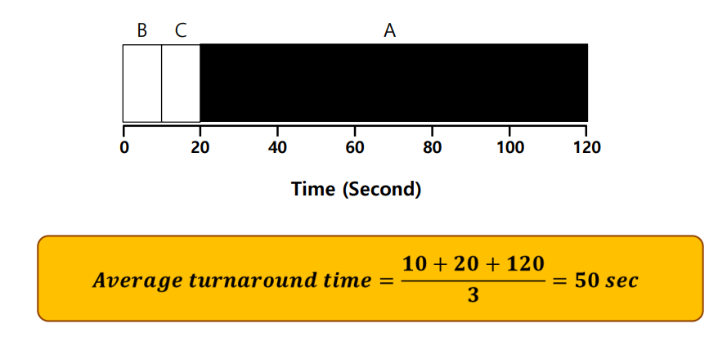 B C A
0 20 40 60 80 100 120
Time (Second)
Average turnaround time = (10 + 20 + 120) / 3 = 50 sec